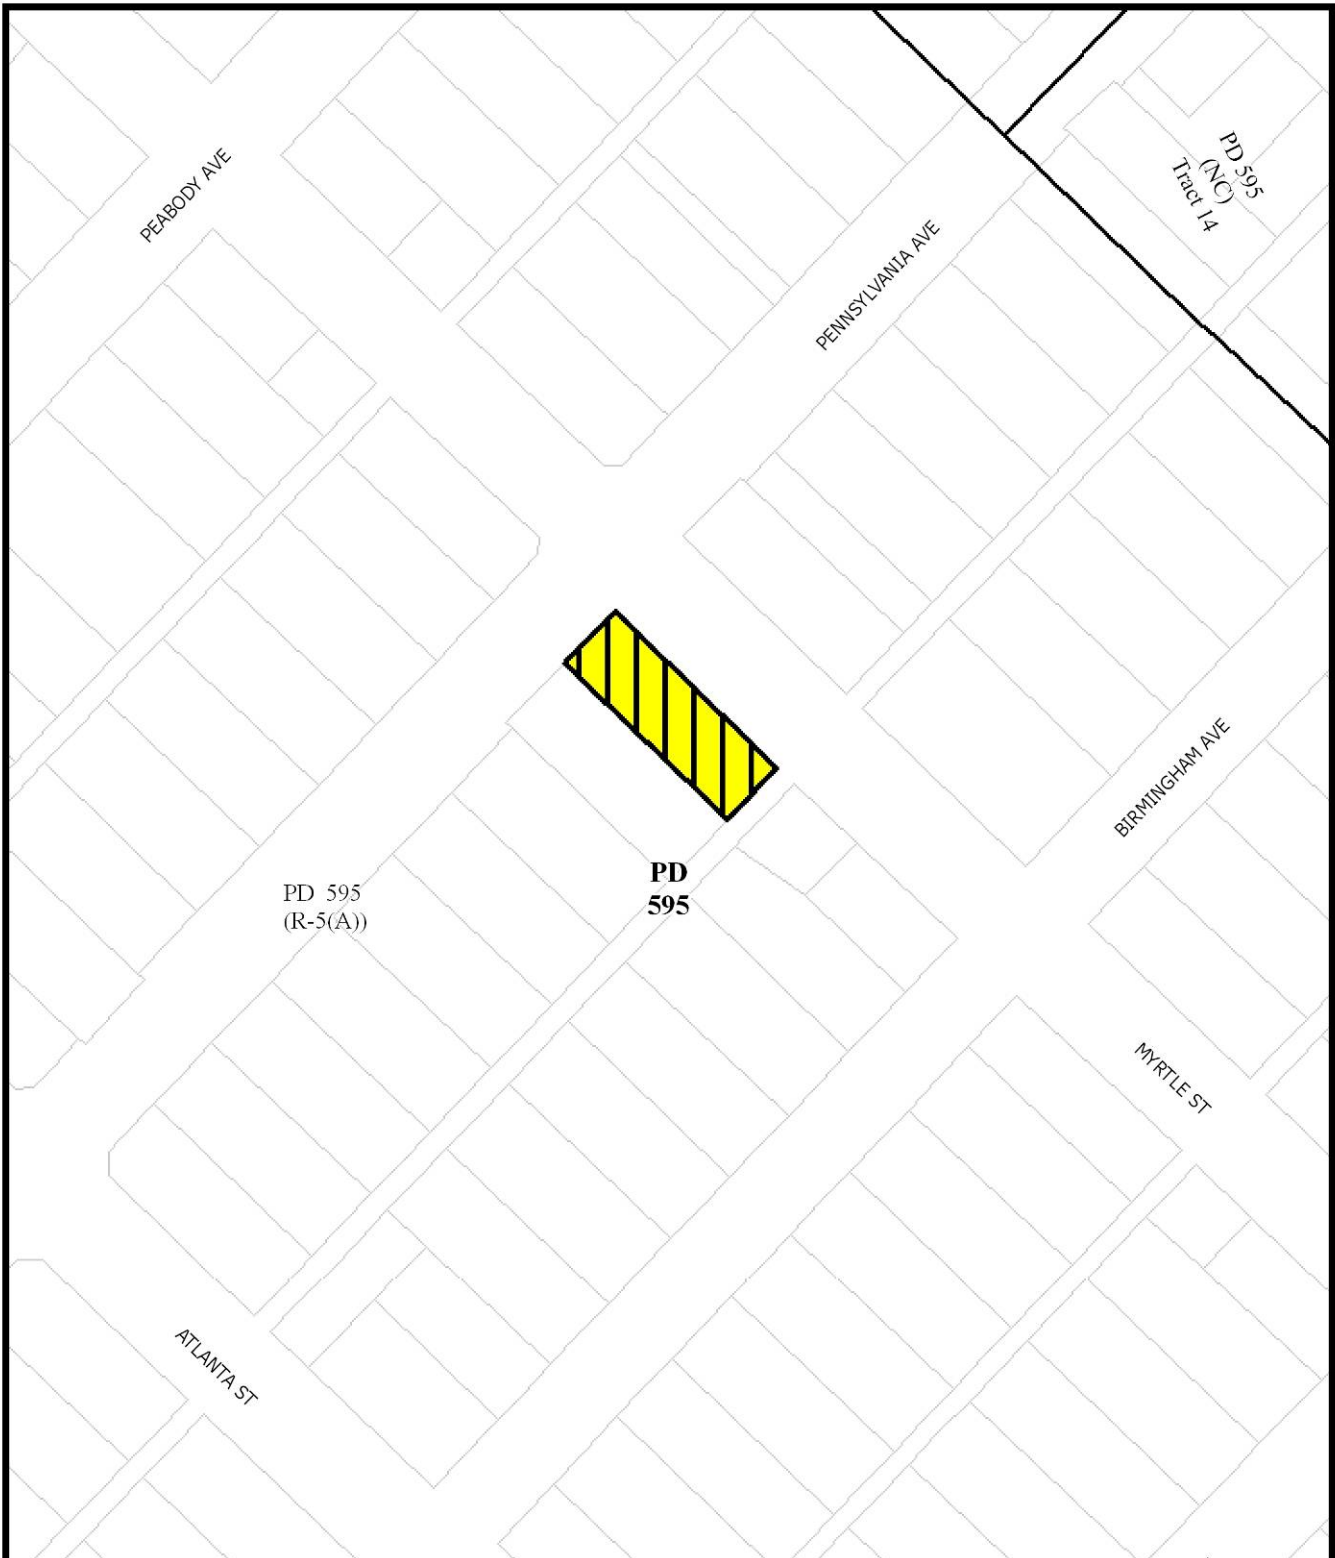 PEABODY AVE
PD 595
(NC)
Tract 14
PENNSYLVANIA AVE
BIRMINGHAM AVE
PD
595
PD 595
(R-5(A))
MYRTLE ST
ATLANTA ST